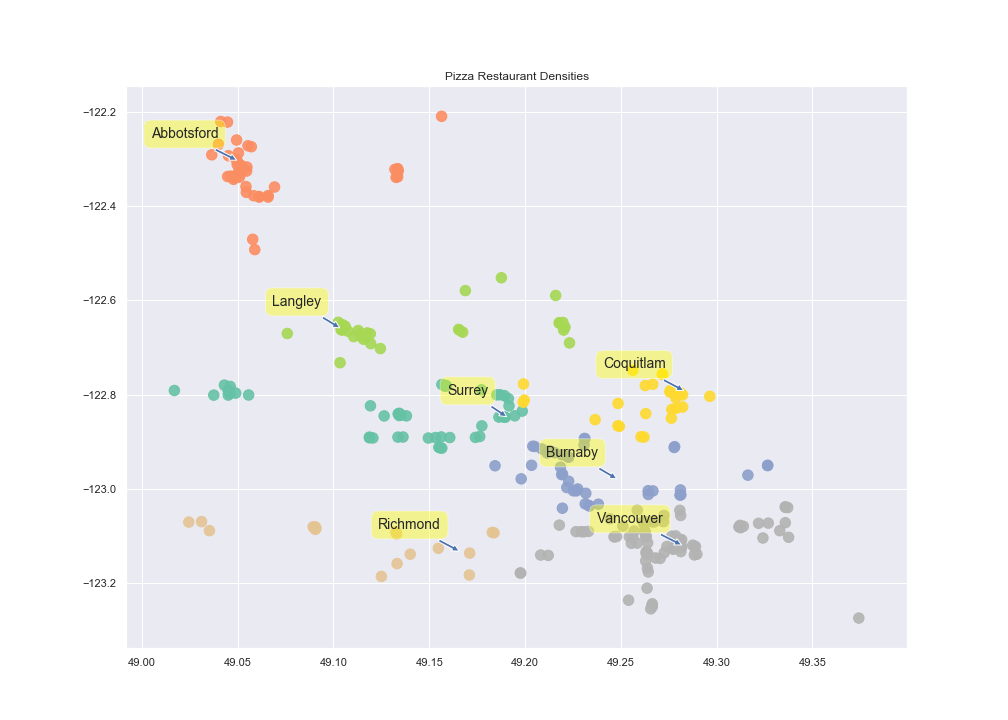 Pizza Restaurant Densities
−122.2
Abbotsford
−122.4
−122.6
Langley
Coquitlam
−122.8
Surrey
Burnaby
−123.0
Richmond
Vancouver
−123.2
49.00 49.05 49.10 49.15 49.20 49.25 49.30 49.35